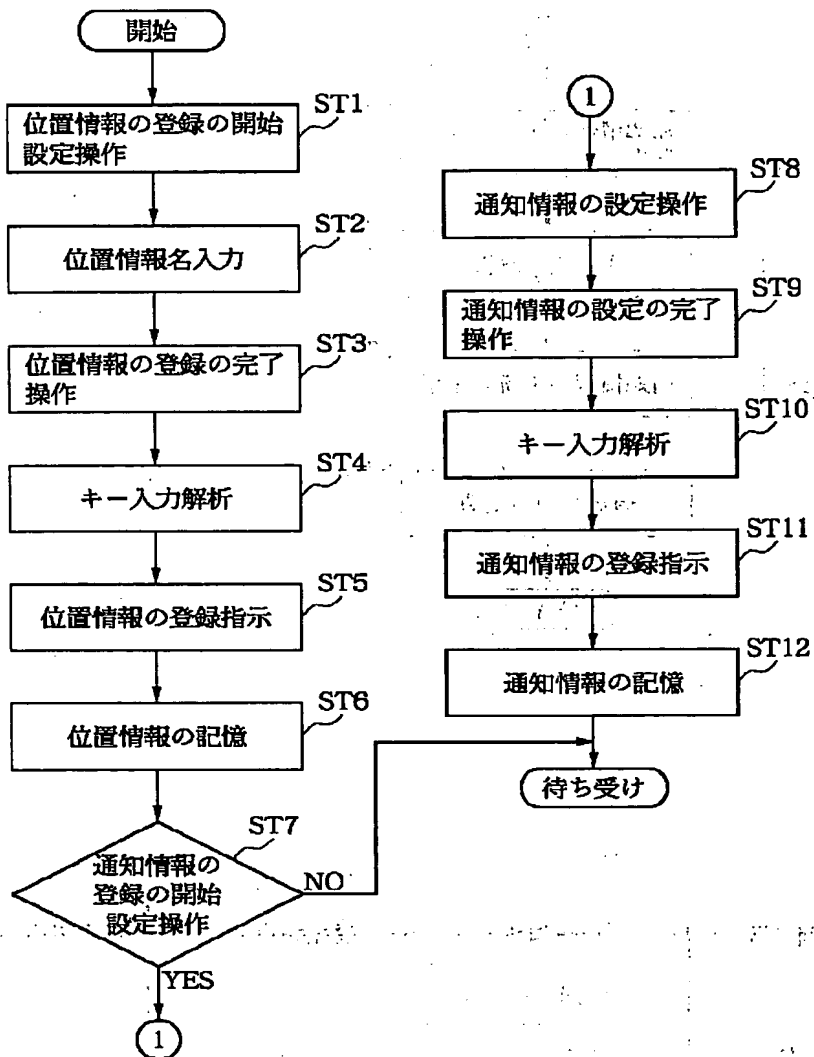 開始
ST1
位置情報の登録の開始
設定操作
ST2
位置情報名入力
ST3
位置情報の登録の完了
操作
ST4
キー入力解析
ST5
位置情報の登録指示
ST6
位置情報の記憶
ST7
通知情報の
登録の開始
設定操作
NO
YES
1
1
ST8
通知情報の設定操作
ST9
通知情報の設定の完了
操作
ST10
キー入力解析
ST11
通知情報の登録指示
ST12
通知情報の記憶
待ち受け